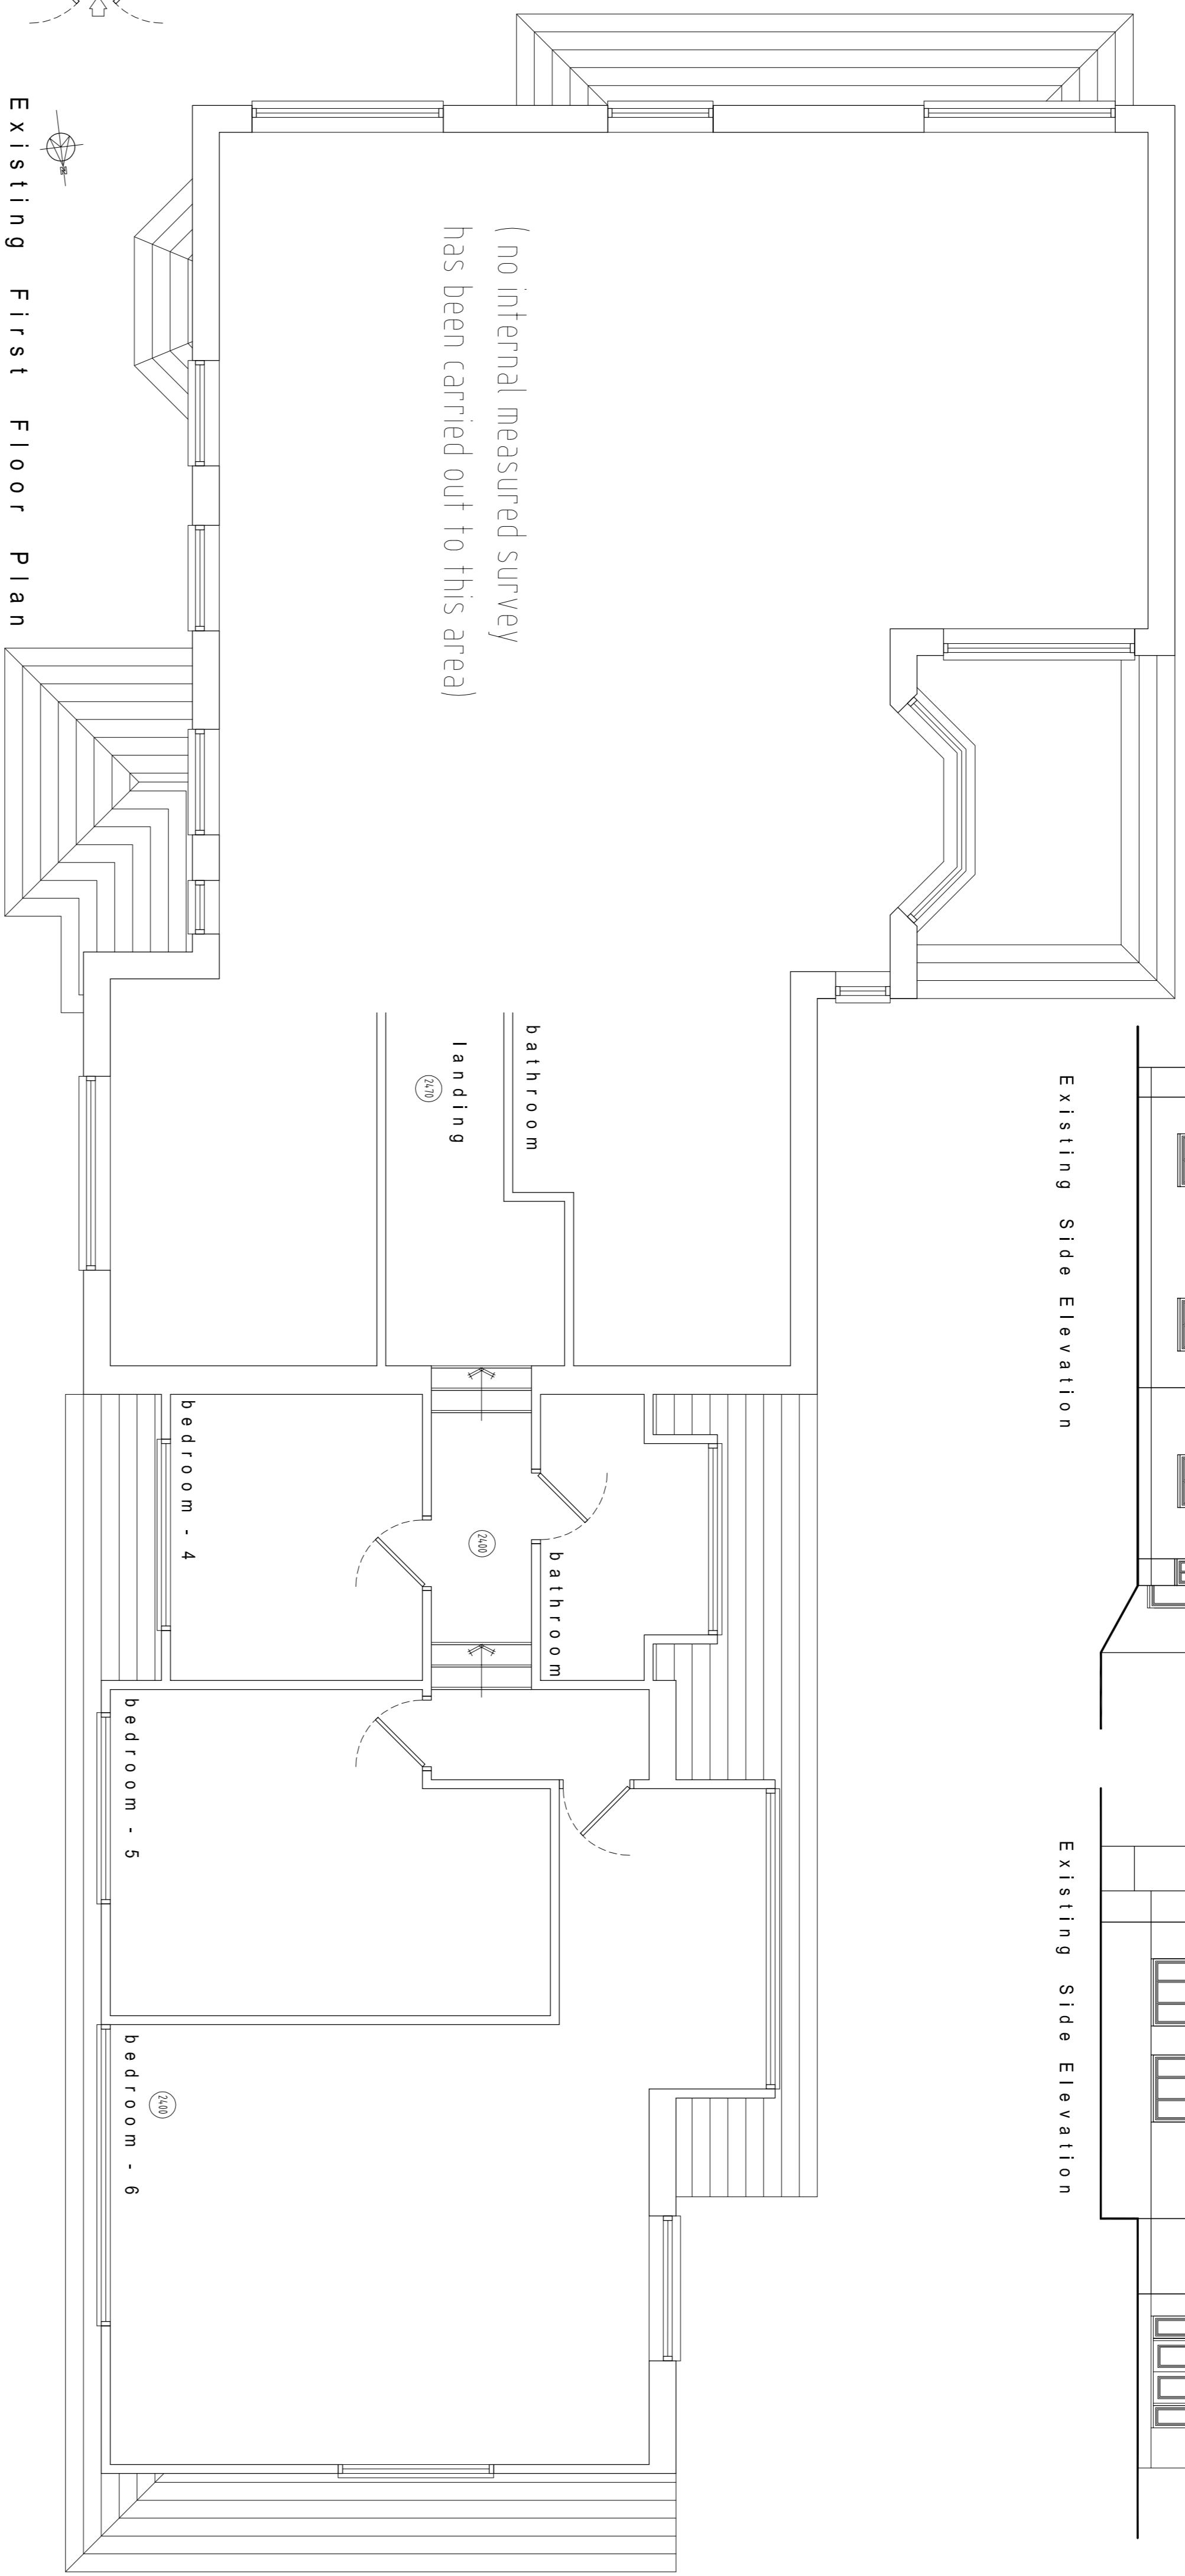 Existing Side Elevation
Existing Side Elevation
(no internal measured survey
has been carried out to this area)
bathroom
landing
2470
bathroom
2400
bedroom - 4
bedroom - 5
bedroom - 6
2400
Existing First Floor Plan